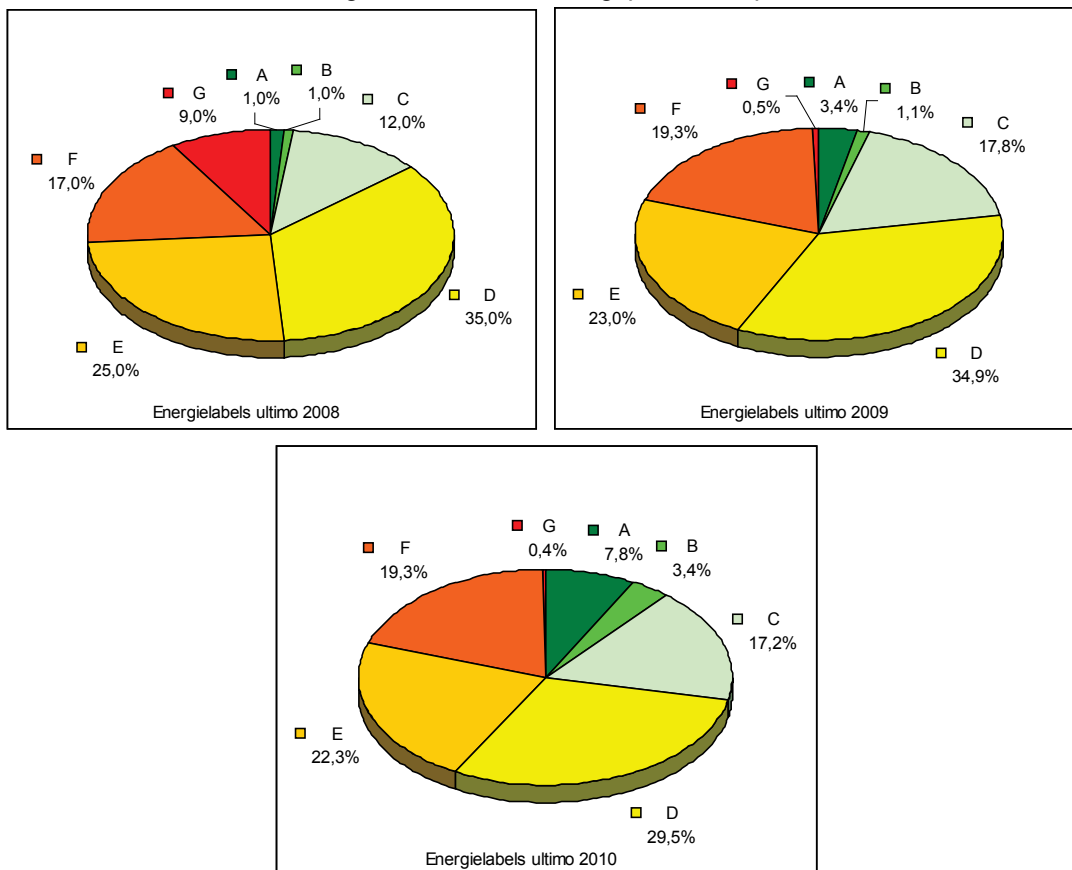 A
1,0%
B
1,0%
C
12,0%
D
35,0%
E
25,0%
F
17,0%
G
9,0%
Energielabels ultimo 2008
A
3,4%
B
1,1%
C
17,8%
D
34,9%
E
23,0%
F
19,3%
G
0,5%
Energielabels ultimo 2009
A
7,8%
B
3,4%
C
17,2%
D
29,5%
E
22,3%
F
19,3%
G
0,4%
Energielabels ultimo 2010